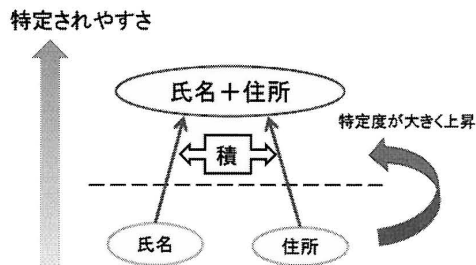 特定されやすさ
氏名＋住所
特定度が大きく上昇
積
氏名
住所